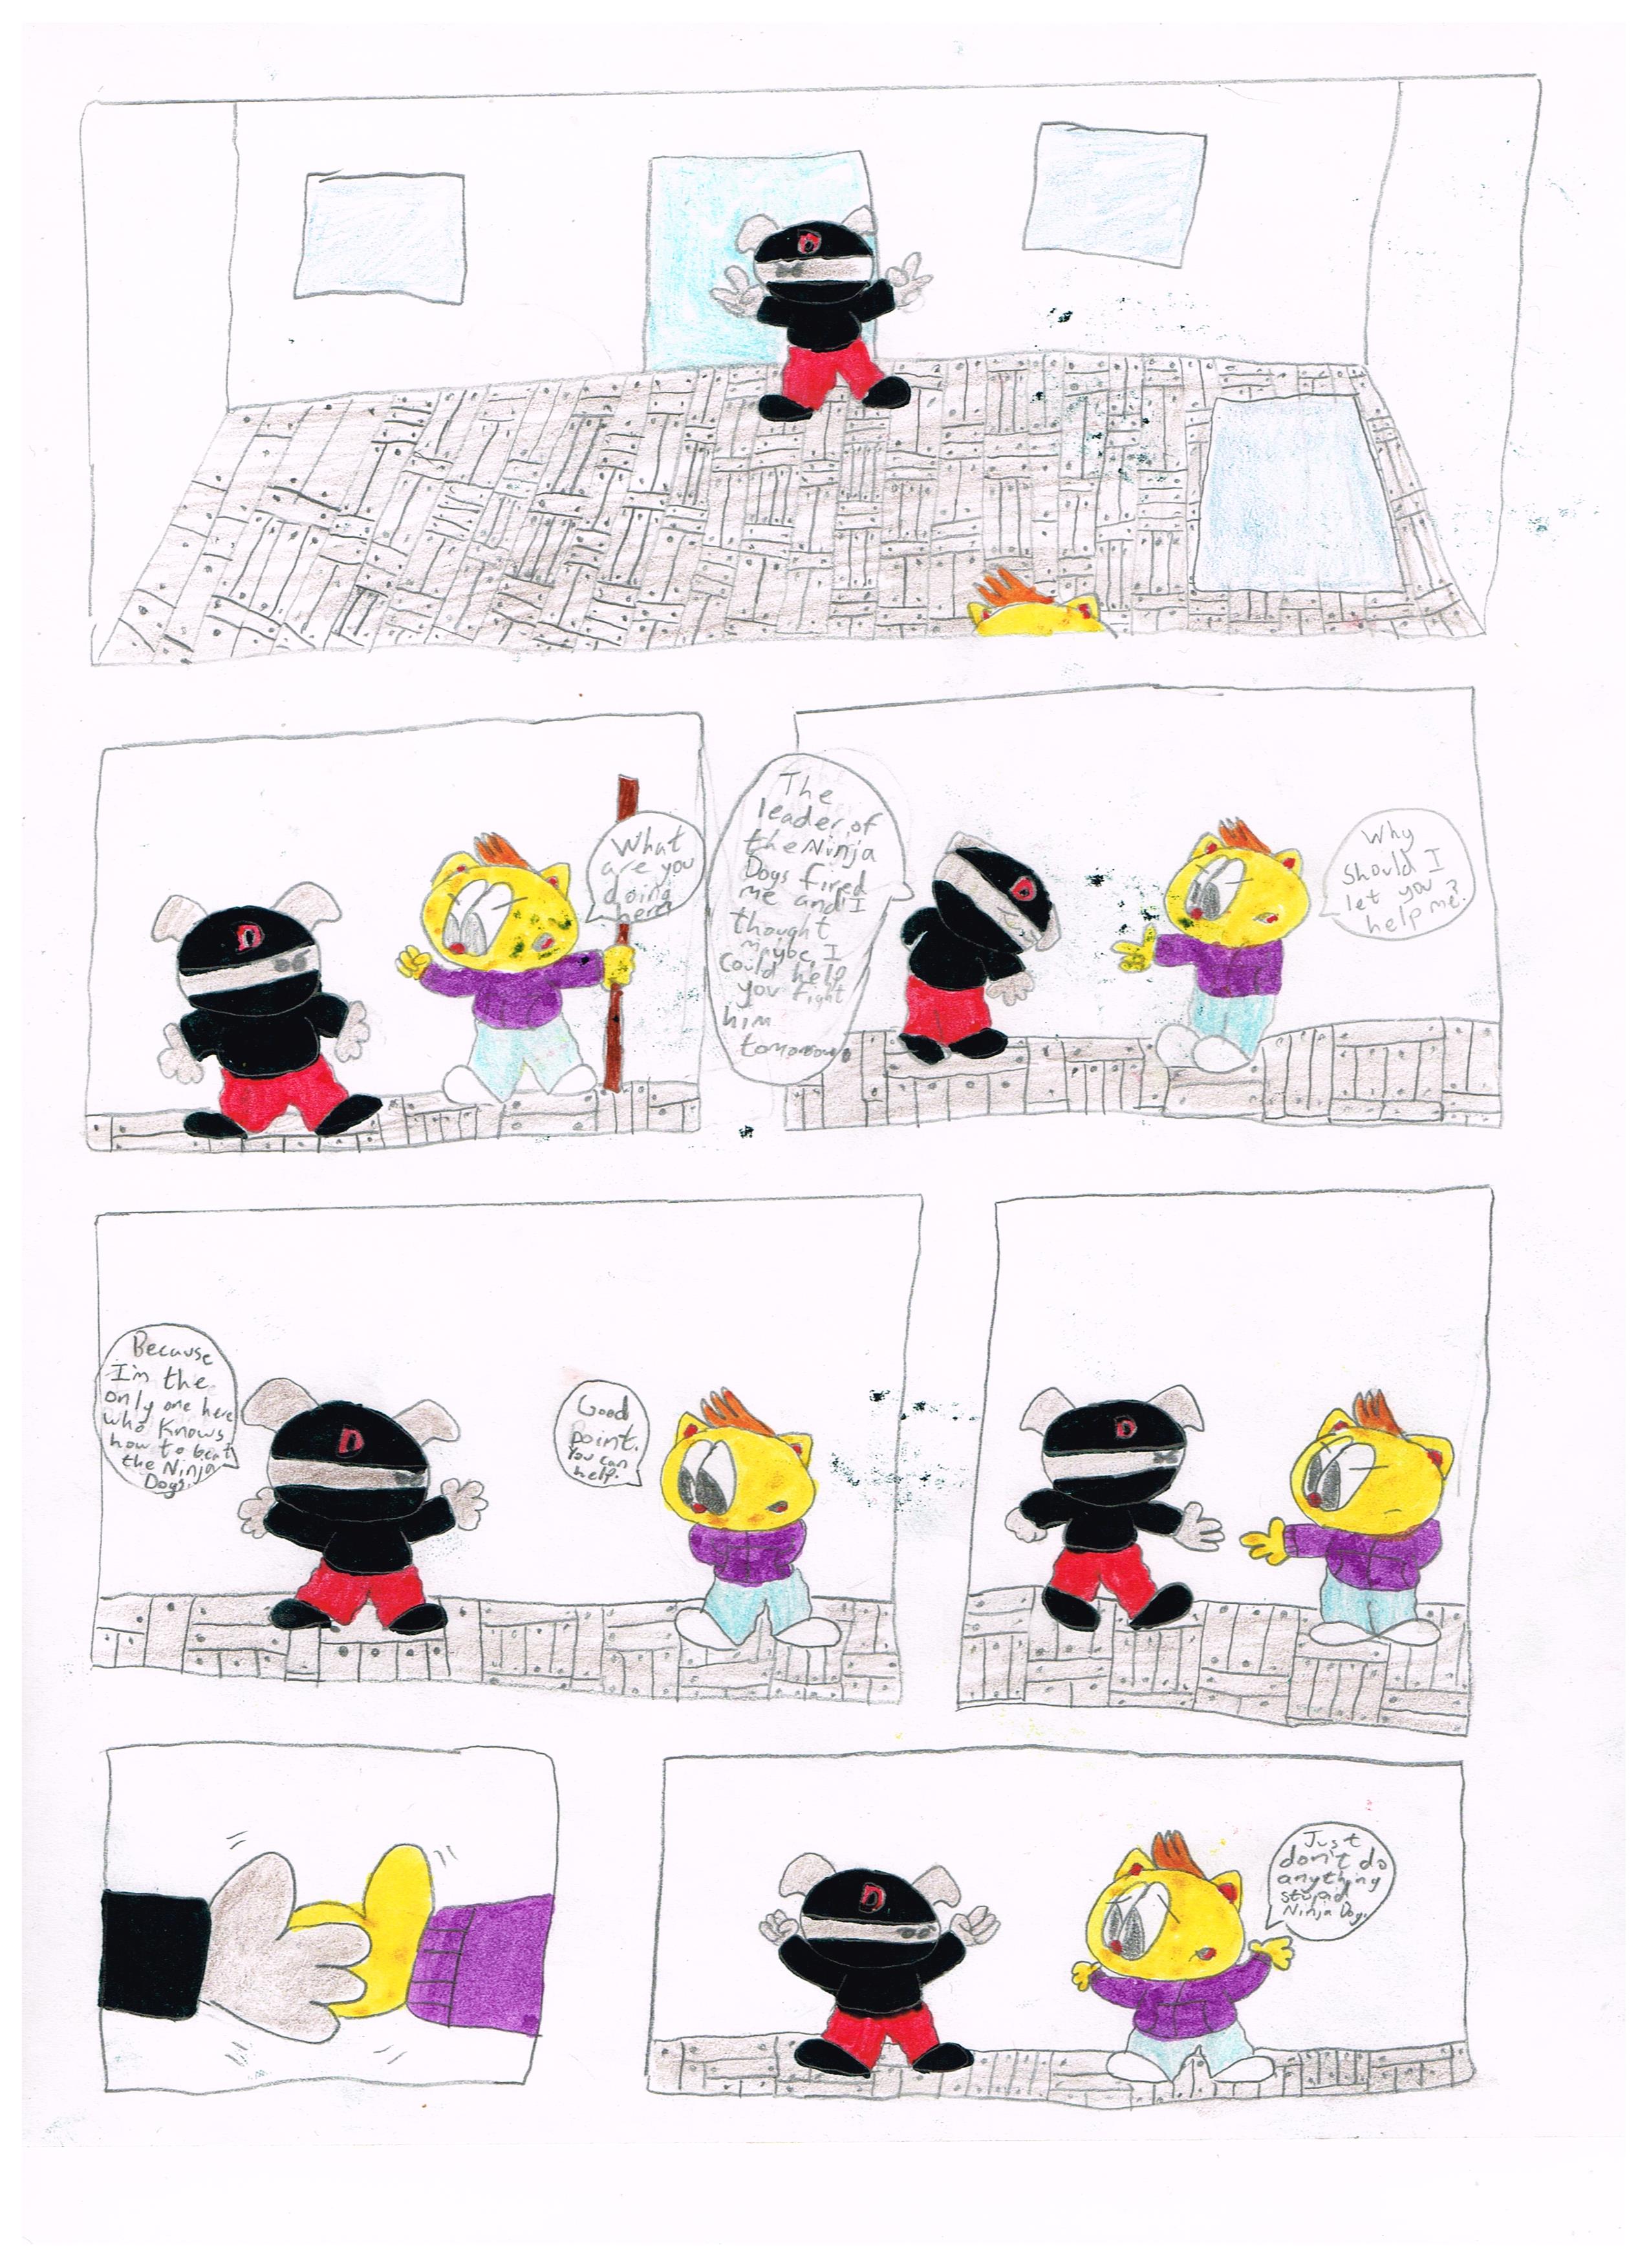 D
What
are you
doing
here?
D
The
leader of
the Ninja
Dogs fired
me and I
thought
maybe, I
could help
you fight
him
tomorrow.
D
Why
should I
let you
help me?
Because
I'm the
only one here
who knows
how to beat
the Ninja
Dogs.
D
Good
point.
You can
help.
D
D
Just
don't do
anything
stupid
Ninja Dog.